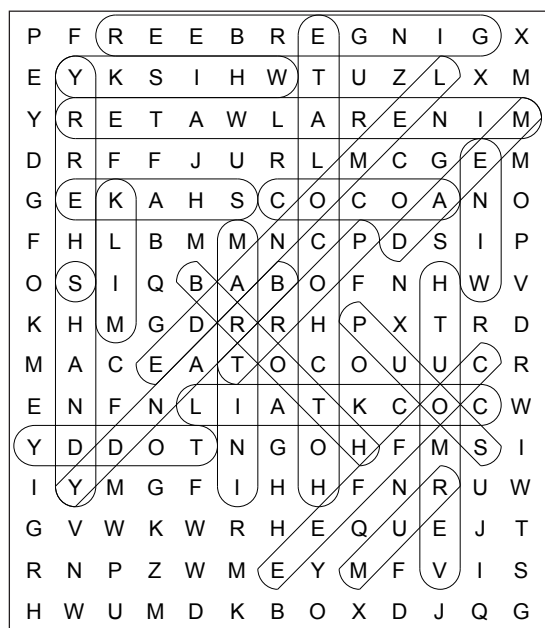 P F R E E B R E G N I G X
E Y K S I H W T U Z L X M
Y R E T A W L A R E N I M
D R F F J U R L M C G E M
G E K A H S C O C O A N O
F H L B M M N C P D S I P
O S I Q B A B O F N H W V
K H M G D R R H P X T R D
M A C E A T O C O U U C R
E N F N L I A T K C O C W
Y D D O T N G O H F M S I
I Y M G F I H H F N R U W
G V W K W R H E Q U E J T
R N P Z W M E Y M F V I S
H W U M D K B O X D J Q G